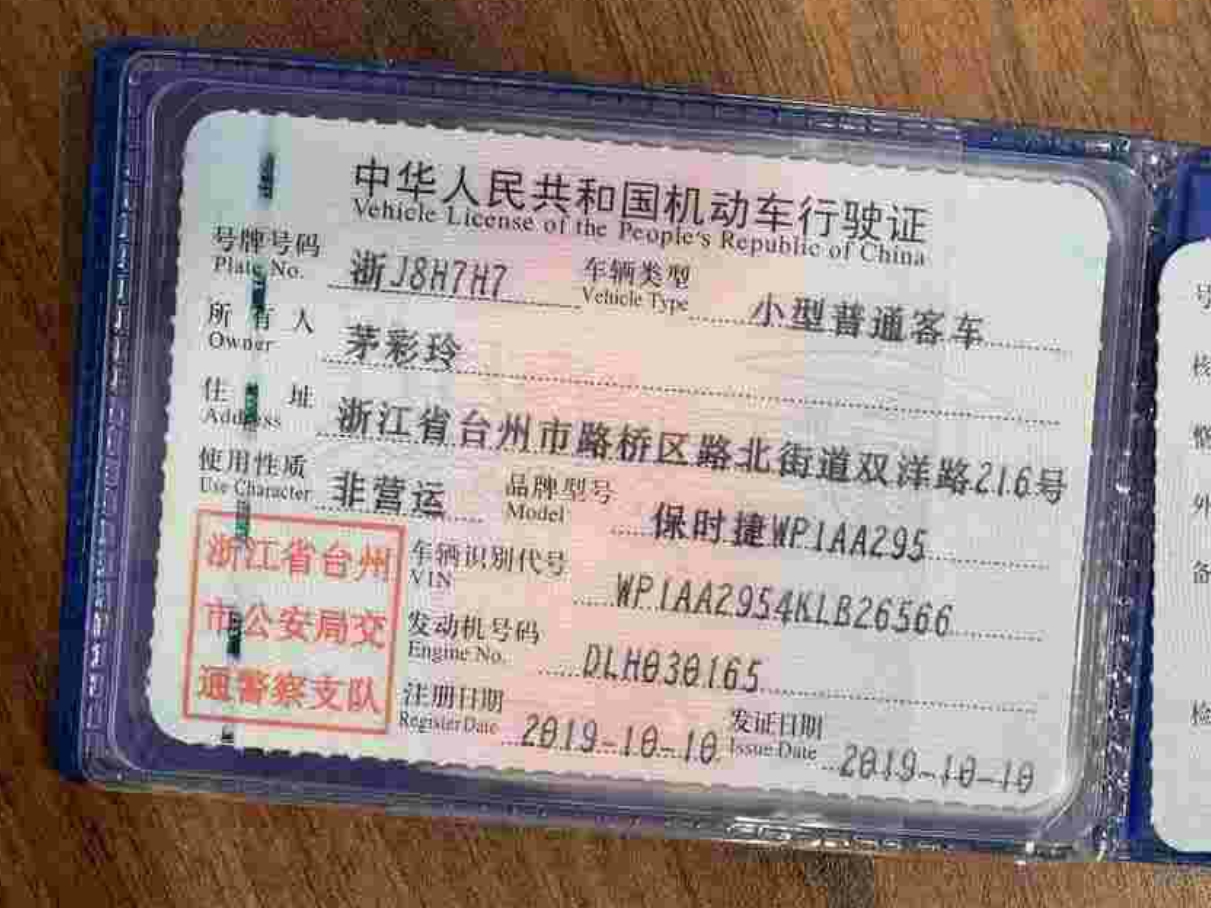 中华人民共和国机动车行驶证
Vehicle License of the People's Republic of China
号牌号码 浙J8H7H7 车辆类型 小型普通客车
Plate No. Vehicle Type
所有人 茅彩玲
Owner
住址 浙江省台州市路桥区路北街道双洋路216号
Address
使用性质 非营运 品牌型号 保时捷WP1AA295
Use Character Model
浙江省台州
市公安局交
通警察支队
车辆识别代号 WP1AA2954KLB26566
VIN
发动机号码 DLH030165
Engine No.
注册日期 2019-10-10 发证日期 2019-10-10
Register Date Issue Date
号
核
外
备
检